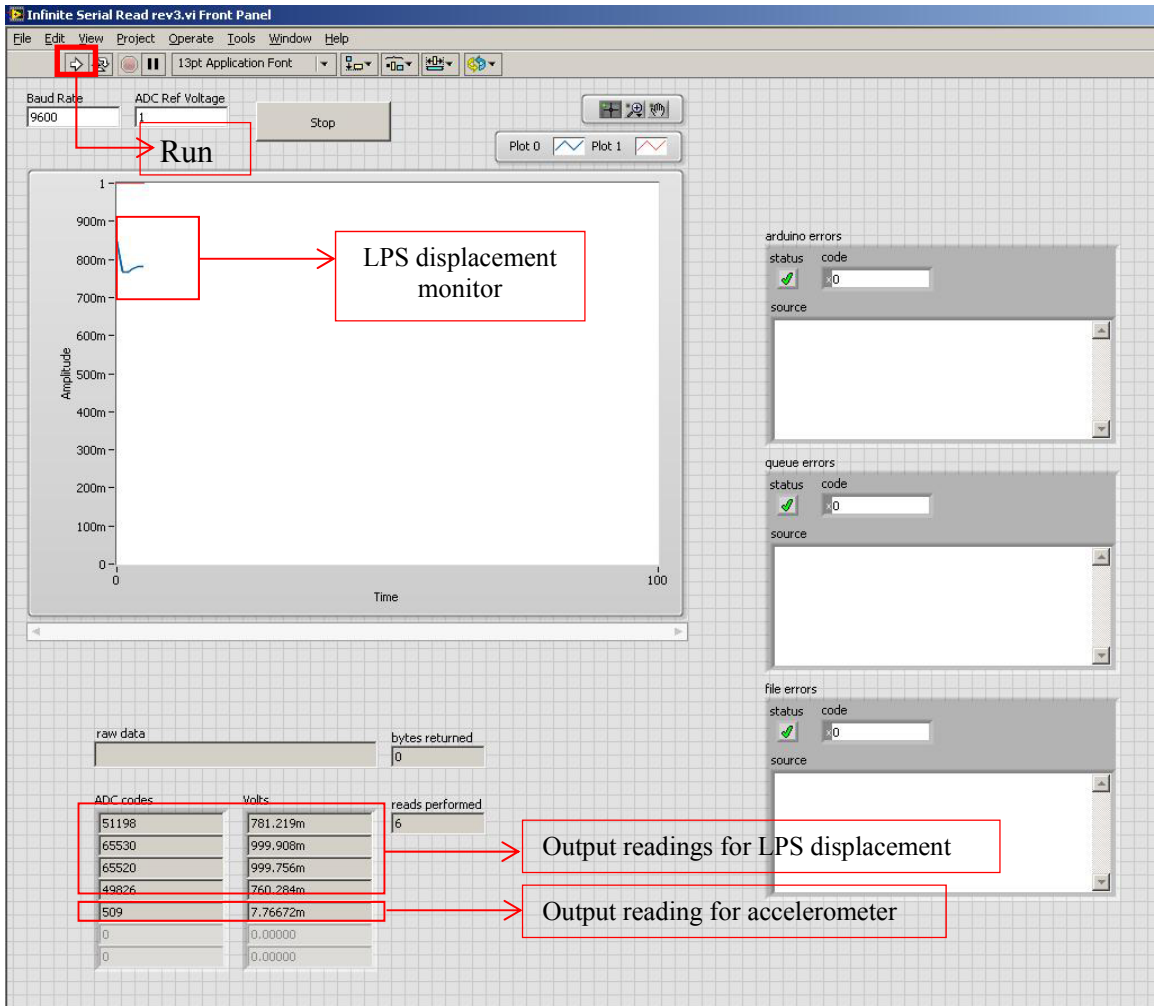 Infinite Serial Read rev3.vi Front Panel
File Edit View Project Operate Tools Window Help
13pt Application Font
Baud Rate
ADC Ref Voltage
9600
1
Stop
Run
Plot 0
Plot 1
1
900m
800m
700m
600m
500m
400m
300m
200m
100m
0
Amplitude
0
100
Time
LPS displacement
monitor
arduino errors
status code
0
source
queue errors
status code
0
source
file errors
status code
0
source
raw data
bytes returned
0
ADC codes
Volts
reads performed
51198
781.219m
6
65530
999.908m
65520
999.756m
49826
760.284m
509
7.76672m
0
0.00000
0
0.00000
Output readings for LPS displacement
Output reading for accelerometer